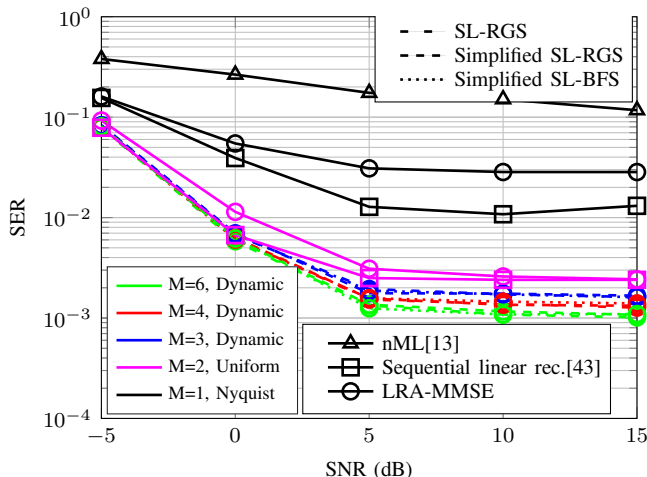 SL-RGS
Simplified SL-RGS
Simplified SL-BFS
10^0
10^−1
10^−2
10^−3
10^−4
SER
M=6, Dynamic
M=4, Dynamic
M=3, Dynamic
M=2, Uniform
M=1, Nyquist
nML[13]
Sequential linear rec.[43]
LRA-MMSE
−5
0
5
10
15
SNR (dB)